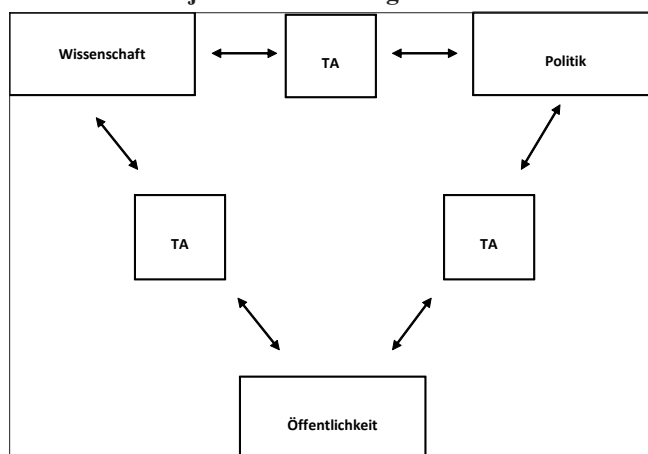 Wissenschaft
TA
Politik
TA
TA
Öffentlichkeit